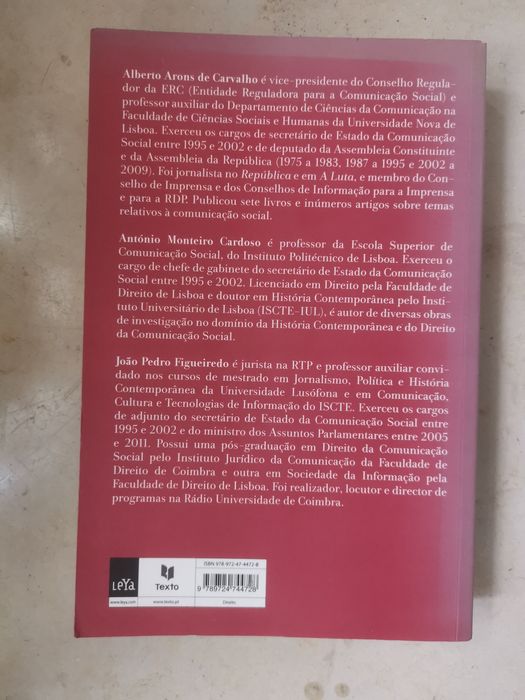 Alberto Arons de Carvalho é vice-presidente do Conselho Regula-
dor da ERC (Entidade Reguladora para a Comunicação Social) e
professor auxiliar do Departamento de Ciências da Comunicação na
Faculdade de Ciências Sociais e Humanas da Universidade Nova de
Lisboa. Exerceu os cargos de secretário de Estado da Comunicação
Social entre 1995 e 2002 e de deputado da Assembleia Constituinte
e da Assembleia da República (1975 a 1983, 1987 a 1995 e 2002 a
2009). Foi jornalista no República e em A Luta, e membro do Con-
selho de Imprensa e dos Conselhos de Informação para a Imprensa
e para a RDP. Publicou sete livros e inúmeros artigos sobre temas
relativos à comunicação social.
António Monteiro Cardoso é professor da Escola Superior de
Comunicação Social, do Instituto Politécnico de Lisboa. Exerceu o
cargo de chefe de gabinete do secretário de Estado da Comunicação
Social entre 1995 e 2002. Licenciado em Direito pela Faculdade de
Direito de Lisboa e doutor em História Contemporânea pelo Insti-
tuto Universitário de Lisboa (ISCTE-IUL), é autor de diversas obras
de investigação no domínio da História Contemporânea e do Direito
da Comunicação Social.
João Pedro Figueiredo é jurista na RTP e professor auxiliar convi-
dado nos cursos de mestrado em Jornalismo, Política e História
Contemporânea da Universidade Lusófona e em Comunicação,
Cultura e Tecnologias de Informação do ISCTE. Exerceu os cargos
de adjunto do secretário de Estado da Comunicação Social entre
1995 e 2002 e do ministro dos Assuntos Parlamentares entre 2005
e 2011. Possui uma pós-graduação em Direito da Comunicação
Social pelo Instituto Jurídico da Comunicação da Faculdade de
Direito de Coimbra e outra em Sociedade da Informação pela
Faculdade de Direito de Lisboa. Foi realizador, locutor e director de
programas na Rádio Universidade de Coimbra.
ISBN 978-972-47-4472-8
LeYa
Texto
9 789724 744728
www.leya.com
www.texto.pt
Direito